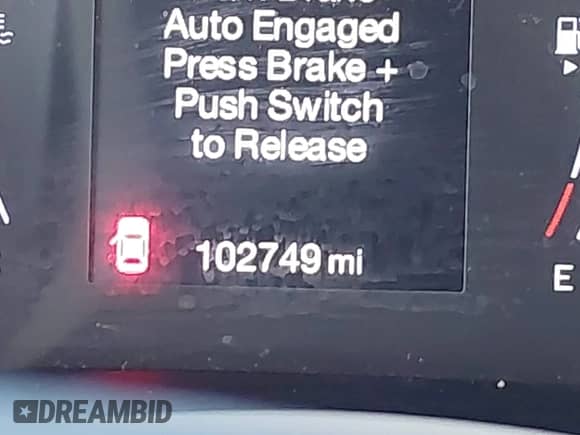 Auto Engaged
Press Brake +
Push Switch
to Release
102749 mi
E
DREAMBID